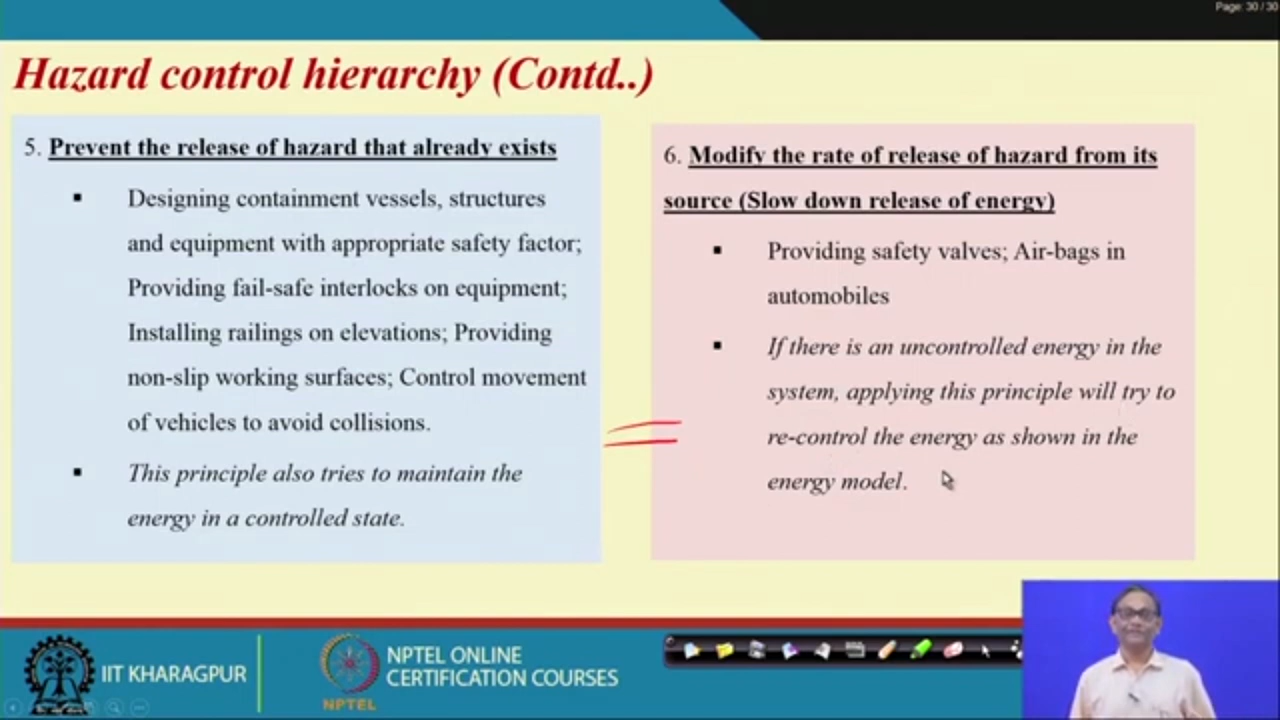 Page: 30 / 30
Hazard control hierarchy (Contd..)
5. Prevent the release of hazard that already exists
▪ Designing containment vessels, structures
and equipment with appropriate safety factor;
Providing fail-safe interlocks on equipment;
Installing railings on elevations; Providing
non-slip working surfaces; Control movement
of vehicles to avoid collisions.
▪ This principle also tries to maintain the
energy in a controlled state.
6. Modify the rate of release of hazard from its
source (Slow down release of energy)
▪ Providing safety valves; Air-bags in
automobiles
▪ If there is an uncontrolled energy in the
system, applying this principle will try to
re-control the energy as shown in the
energy model.
IIT KHARAGPUR
NPTEL
NPTEL ONLINE
CERTIFICATION COURSES